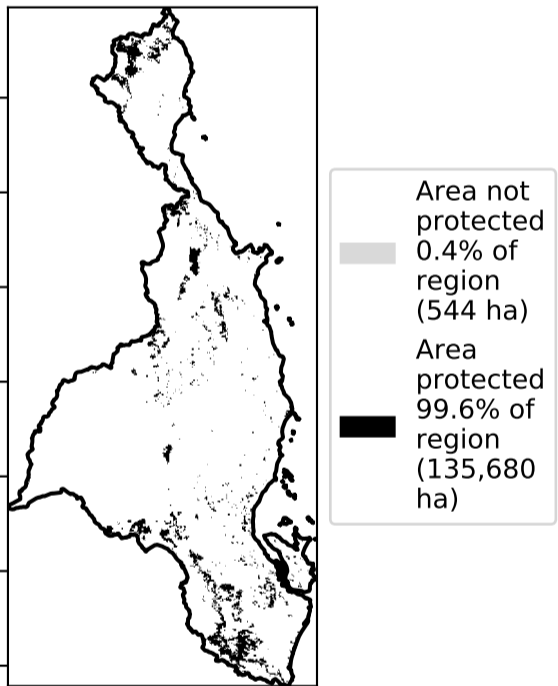 Area not
protected
0.4% of
region
(544 ha)
Area
protected
99.6% of
region
(135,680
ha)